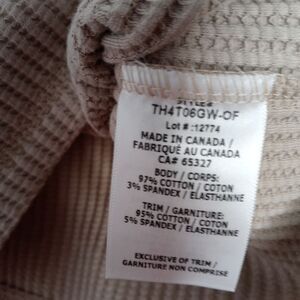 STYLE#
TH4T06GW-OF
Lot # :12774
MADE IN CANADA /
FABRIQUÉ AU CANADA
CA# 65327
BODY / CORPS:
97% COTTON / COTON
3% SPANDEX / ELASTHANNE
TRIM / GARNITURE:
95% COTTON / COTON
5% SPANDEX / ELASTHANNE
EXCLUSIVE OF TRIM /
GARNITURE NON COMPRISE